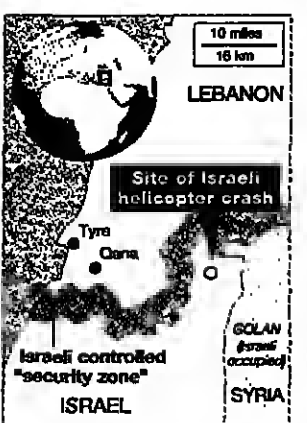 10 miles
16 km
LEBANON
Site of Israeli
helicopter crash
Tyre
Qana
Israeli controlled
"security zone"
ISRAEL
GOLAN
(Israeli
occupied)
SYRIA